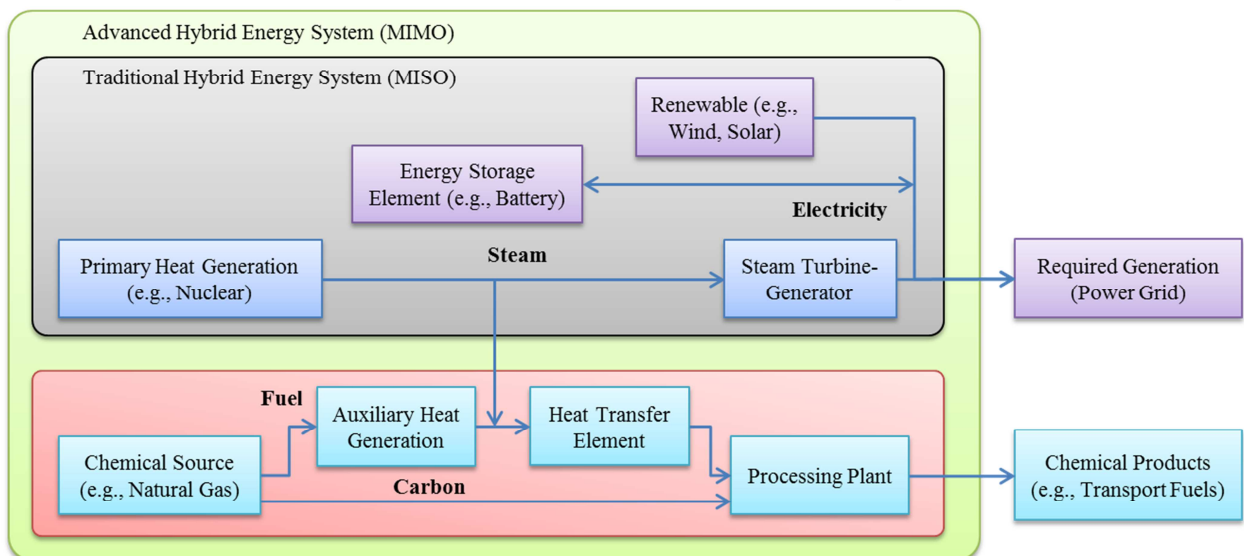 Advanced Hybrid Energy System (MIMO)
Traditional Hybrid Energy System (MISO)
Renewable (e.g.,
Wind, Solar)
Energy Storage
Element (e.g., Battery)
Electricity
Primary Heat Generation
(e.g., Nuclear)
Steam
Steam Turbine-
Generator
Required Generation
(Power Grid)
Fuel
Auxiliary Heat
Generation
Heat Transfer
Element
Chemical Source
(e.g., Natural Gas)
Carbon
Processing Plant
Chemical Products
(e.g., Transport Fuels)